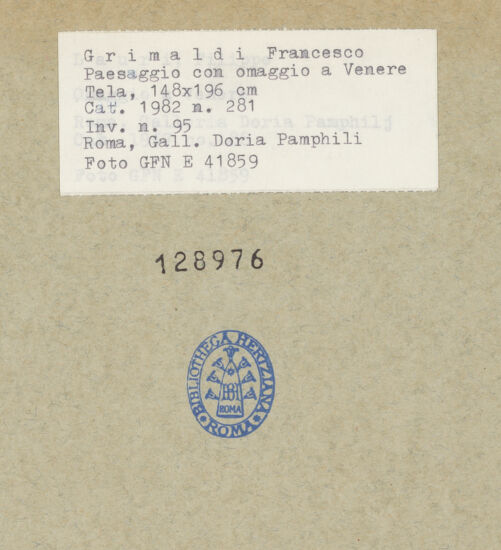 G r i m a l d i Francesco
Paesaggio con omaggio a Venere
Tela, 148x196 cm
Cat. 1982 n. 281
Inv. n. 95
Roma, Gall. Doria Pamphili
Foto GFN E 41859
128976
BIBLIOTHECA HERTZIANA
BH
ROMA
ROMA